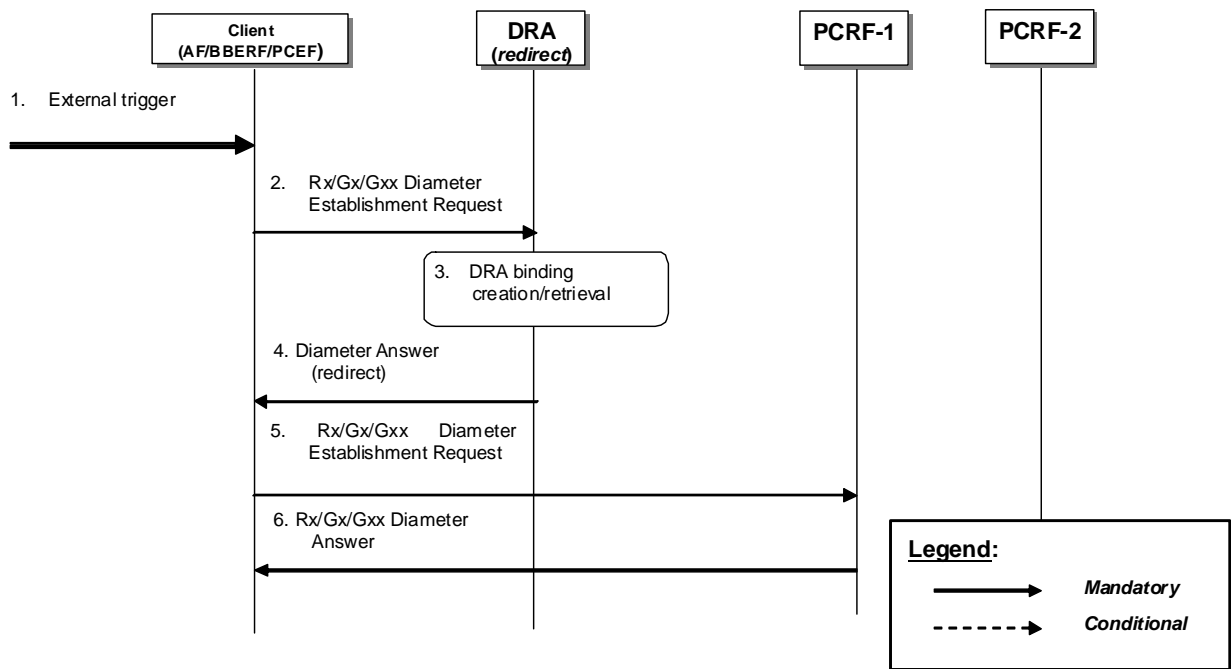 Client
(AF/BBERF/PCEF)
DRA
(redirect)
PCRF-1
PCRF-2
1. External trigger
2. Rx/Gx/Gxx Diameter
Establishment Request
3. DRA binding
creation/retrieval
4. Diameter Answer
(redirect)
5. Rx/Gx/Gxx Diameter
Establishment Request
6. Rx/Gx/Gxx Diameter
Answer
Legend:
Mandatory
Conditional